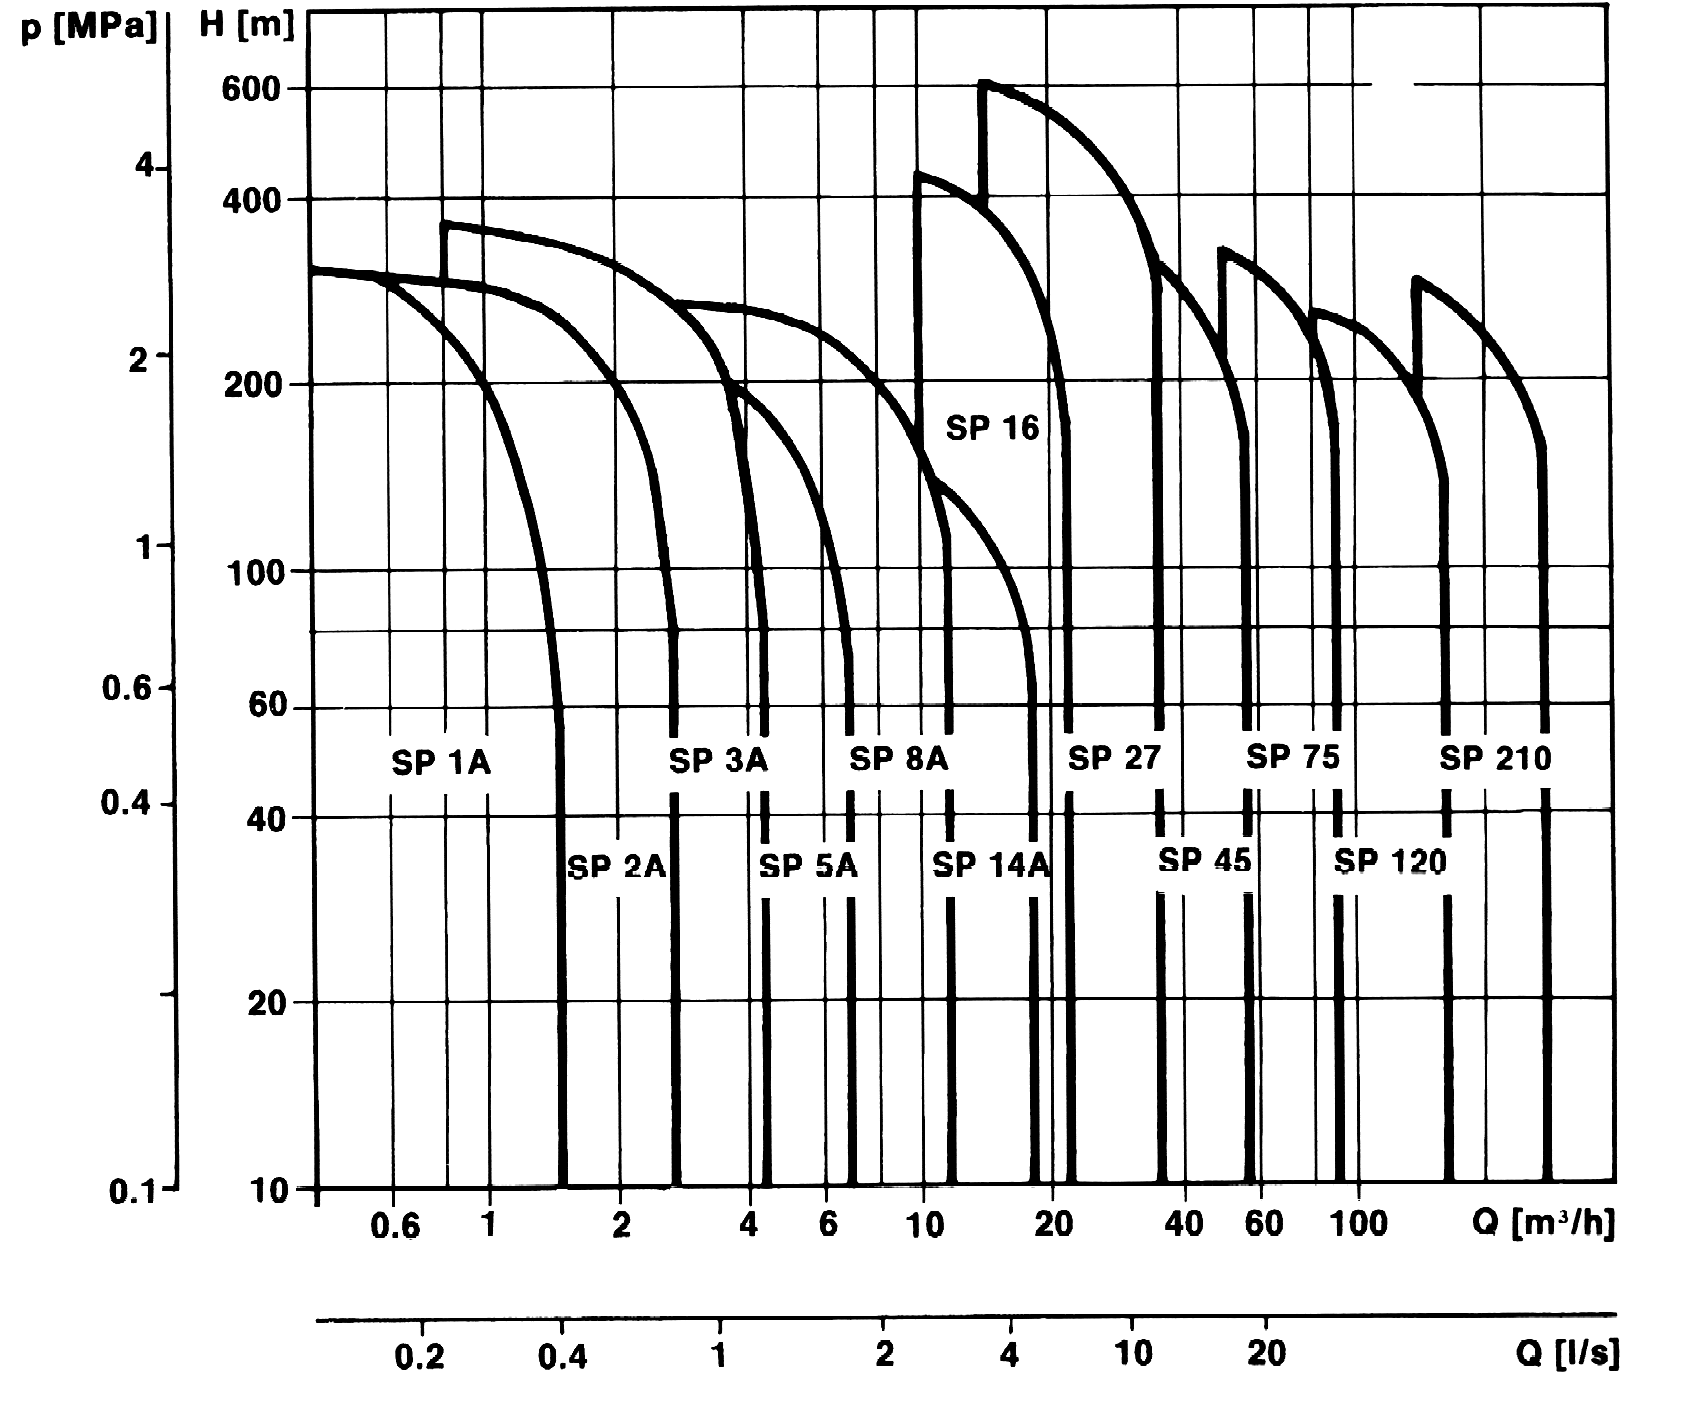 p [MPa] H [m]
600
4
400
2
200
SP 16
1
100
0.6
60
SP 1A SP 3A SP 8A SP 27 SP 75 SP 210
0.4
40
SP 2A SP 5A SP 14A SP 45 SP 120
20
0.1 10
0.6 1 2 4 6 10 20 40 60 100 Q [m³/h]
0.2 0.4 1 2 4 10 20 Q [l/s]